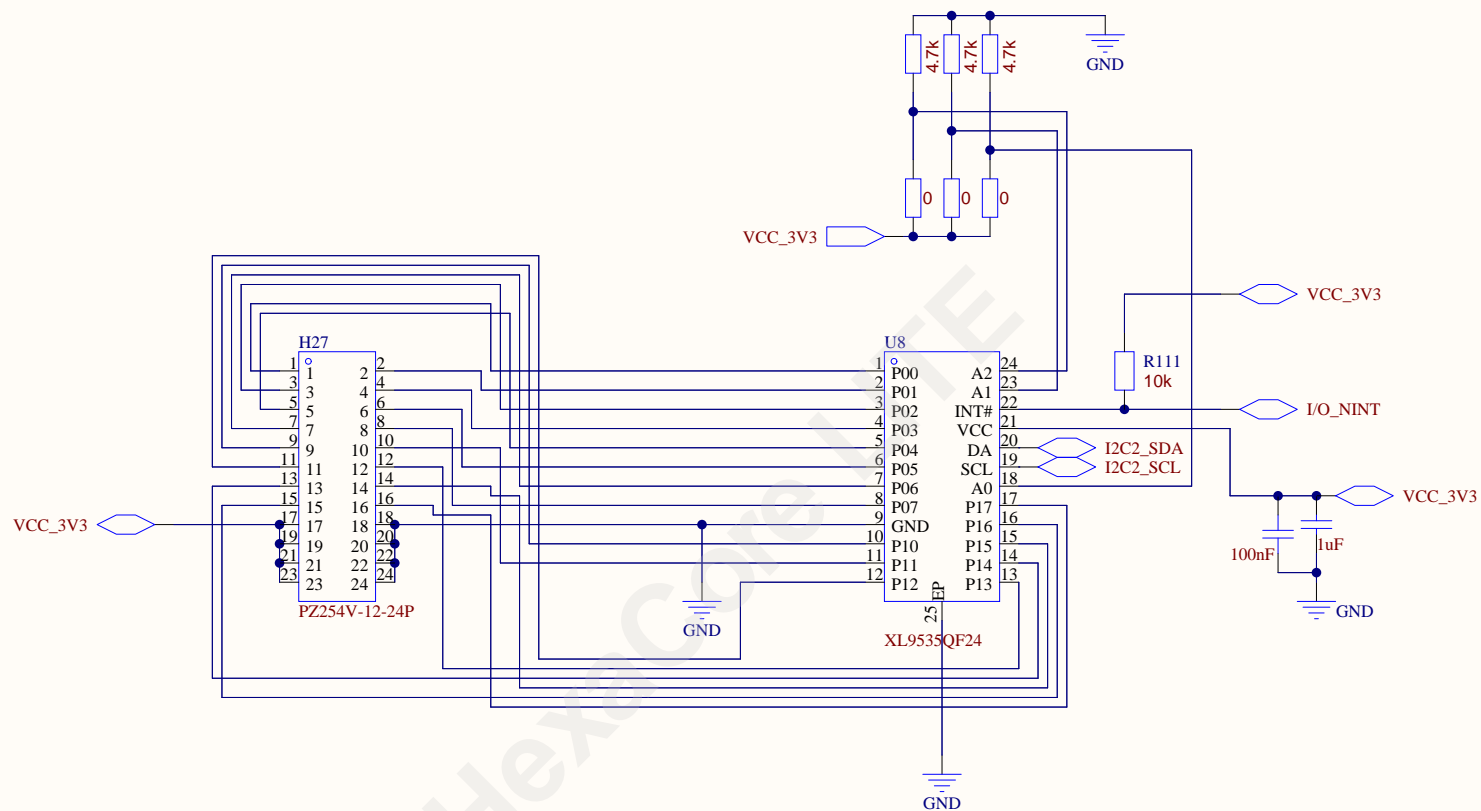 4.7k
4.7k
4.7k
GND
0
0
0
VCC_3V3
VCC_3V3
R111
10k
I/O_NINT
H27
1 1 2 2
3 3 4 4
5 5 6 6
7 7 8 8
9 9 10 10
11 11 12 12
13 13 14 14
15 15 16 16
17 17 18 18
19 19 20 20
21 21 22 22
23 23 24 24
PZ254V-12-24P
VCC_3V3
GND
U8
1 P00 A2 24
2 P01 A1 23
3 P02 INT# 22
4 P03 VCC 21
5 P04 DA 20
6 P05 SCL 19
7 P06 A0 18
8 P07 P17 17
9 GND P16 16
10 P10 P15 15
11 P11 P14 14
12 P12 P13 13
25 EP
XL9535QF24
I2C2_SDA
I2C2_SCL
VCC_3V3
100nF
1uF
GND
GND
HexaCore LITE